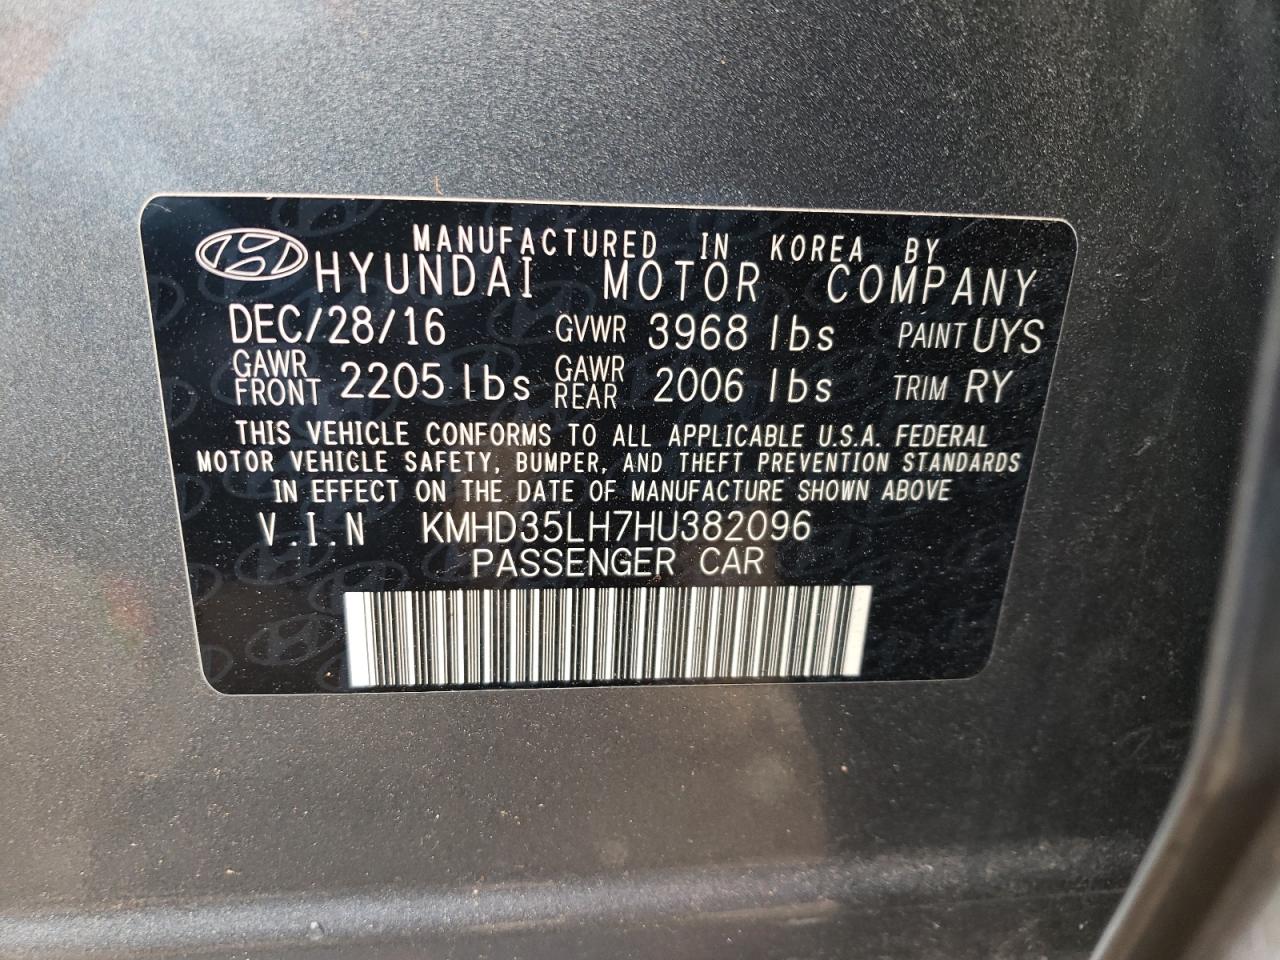 MANUFACTURED IN KOREA BY
HYUNDAI MOTOR COMPANY
DEC/28/16 GVWR 3968 lbs PAINT UYS
GAWR FRONT 2205 lbs GAWR REAR 2006 lbs TRIM RY
THIS VEHICLE CONFORMS TO ALL APPLICABLE U.S.A. FEDERAL
MOTOR VEHICLE SAFETY, BUMPER, AND THEFT PREVENTION STANDARDS
IN EFFECT ON THE DATE OF MANUFACTURE SHOWN ABOVE
V I N KMHD35LH7HU382096
PASSENGER CAR